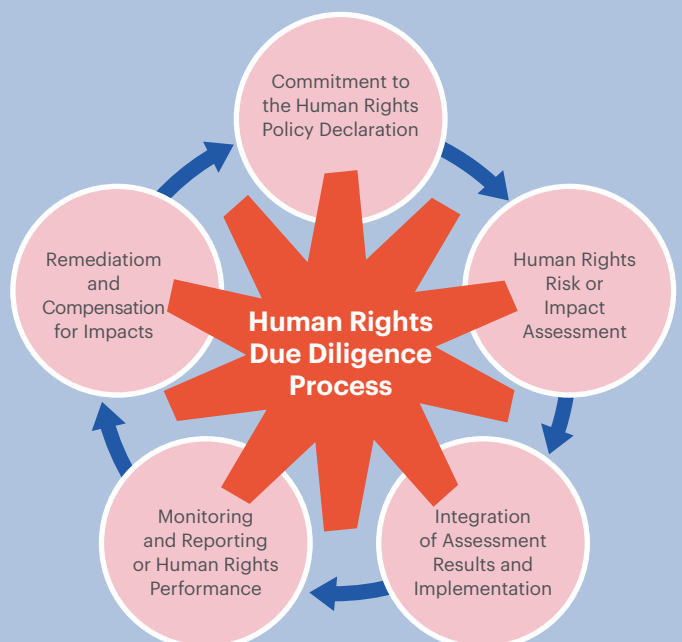 Commitment to
the Human Rights
Policy Declaration
Human Rights
Risk or
Impact
Assessment
Integration
of Assessment
Results and
Implementation
Monitoring
and Reporting
or Human Rights
Performance
Remediatiom
and
Compensation
for Impacts
Human Rights
Due Diligence
Process